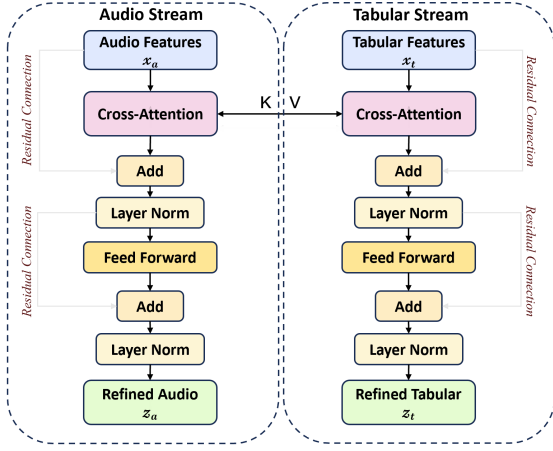 Audio Stream
Audio Features
x_a
Residual Connection
Cross-Attention
Add
Layer Norm
Residual Connection
Feed Forward
Add
Layer Norm
Refined Audio
z_a
K V
Tabular Stream
Tabular Features
x_t
Residual Connection
Cross-Attention
Add
Layer Norm
Residual Connection
Feed Forward
Add
Layer Norm
Refined Tabular
z_t